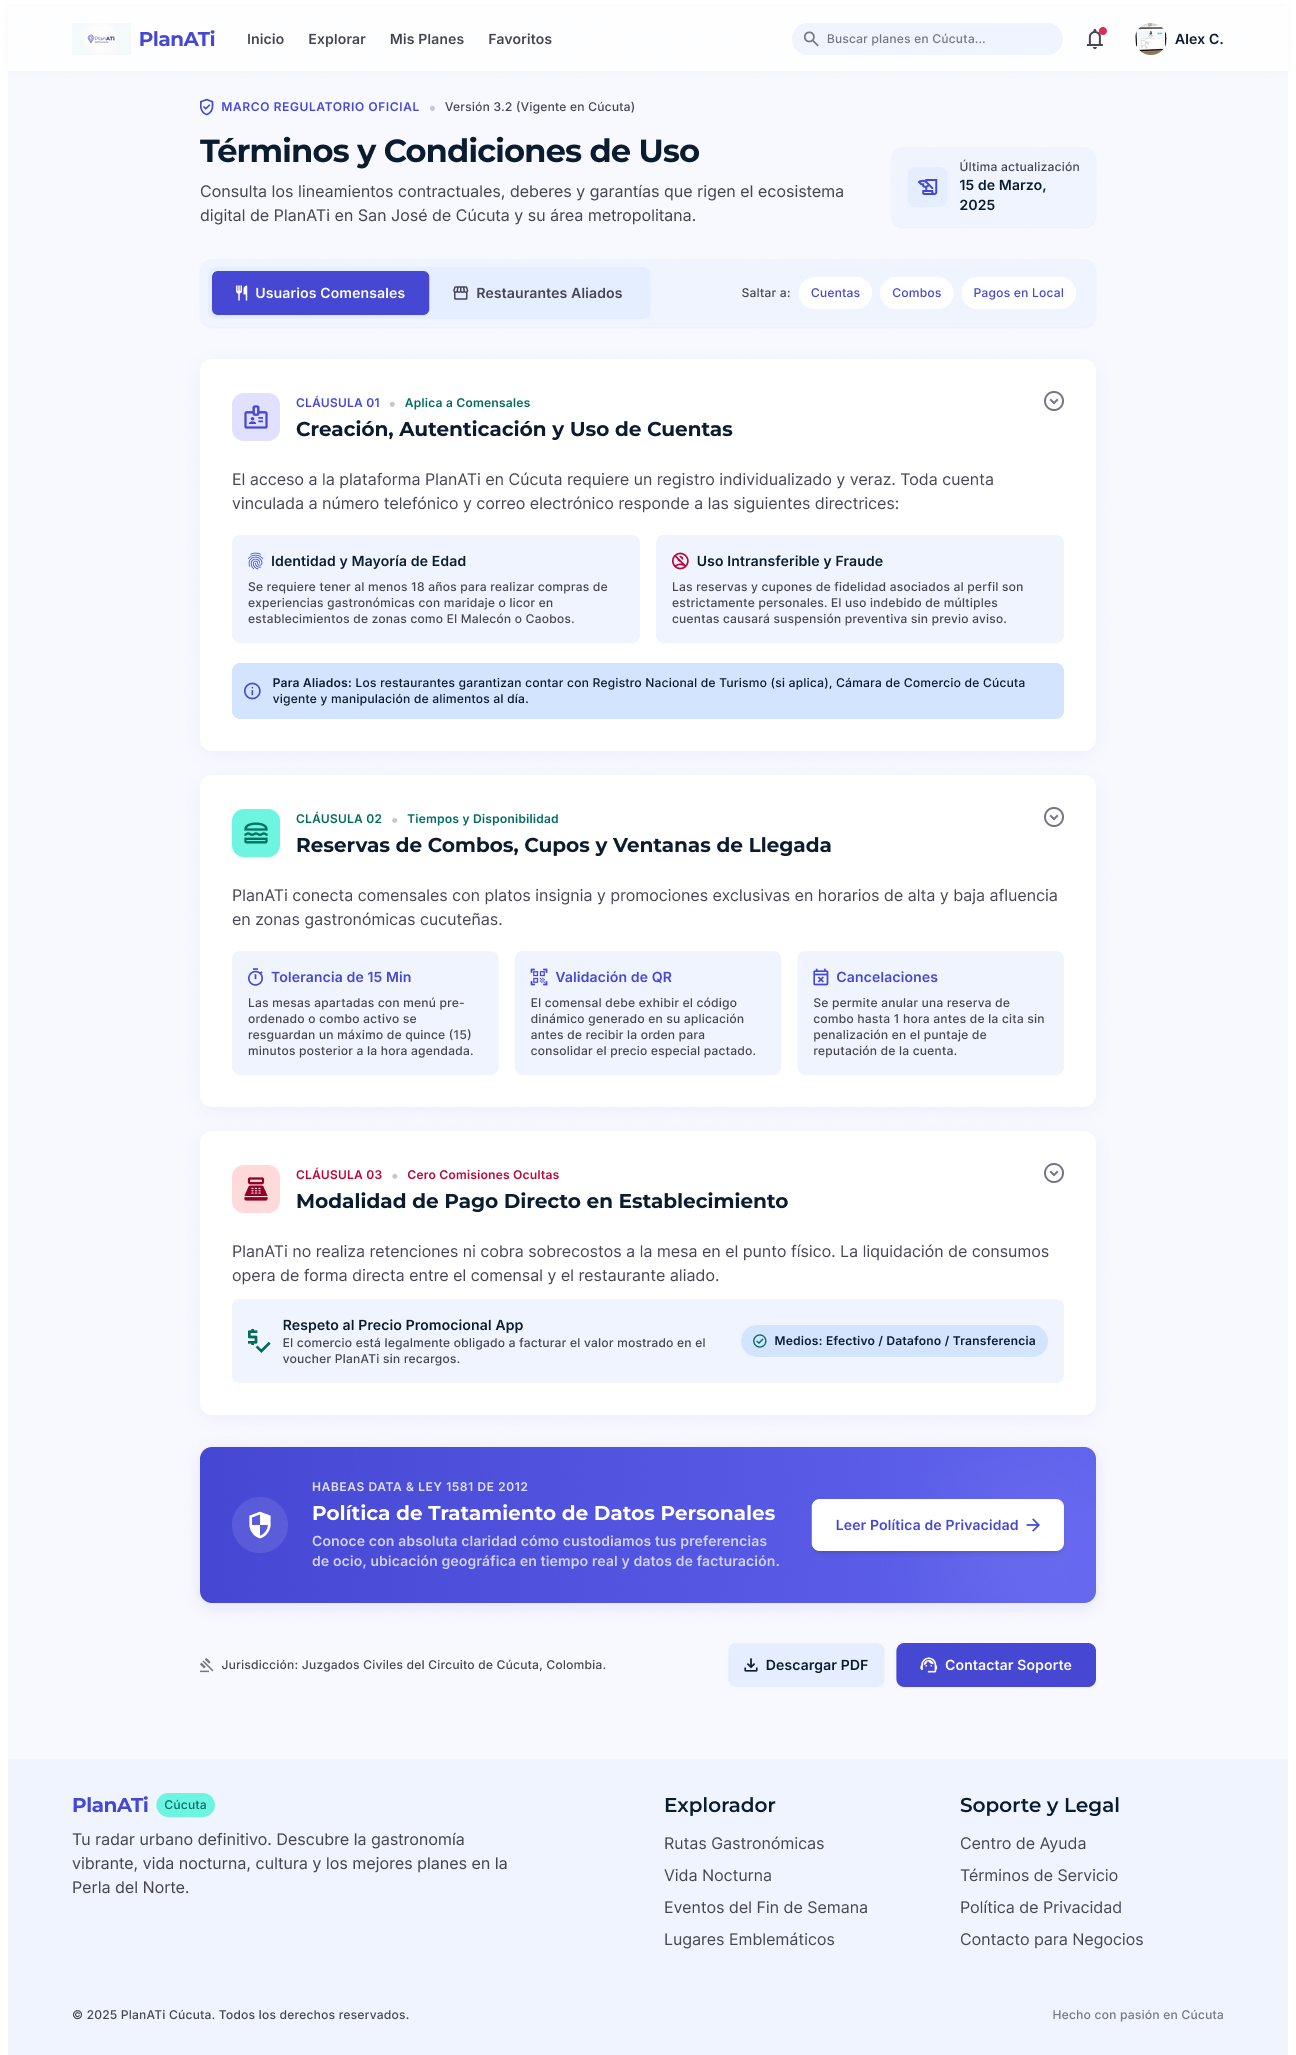 PlanATi
PlanATi
Inicio
Explorar
Mis Planes
Favoritos
Buscar planes en Cúcuta...
Alex C.
MARCO REGULATORIO OFICIAL
Versión 3.2 (Vigente en Cúcuta)
Términos y Condiciones de Uso
Consulta los lineamientos contractuales, deberes y garantías que rigen el ecosistema
digital de PlanATi en San José de Cúcuta y su área metropolitana.
Última actualización
15 de Marzo,
2025
Usuarios Comensales
Restaurantes Aliados
Saltar a:
Cuentas
Combos
Pagos en Local
CLÁUSULA 01
Aplica a Comensales
Creación, Autenticación y Uso de Cuentas
El acceso a la plataforma PlanATi en Cúcuta requiere un registro individualizado y veraz. Toda cuenta
vinculada a número telefónico y correo electrónico responde a las siguientes directrices:
Identidad y Mayoría de Edad
Se requiere tener al menos 18 años para realizar compras de
experiencias gastronómicas con maridaje o licor en
establecimientos de zonas como El Malecón o Caobos.
Uso Intransferible y Fraude
Las reservas y cupones de fidelidad asociados al perfil son
estrictamente personales. El uso indebido de múltiples
cuentas causará suspensión preventiva sin previo aviso.
Para Aliados: Los restaurantes garantizan contar con Registro Nacional de Turismo (si aplica), Cámara de Comercio de Cúcuta
vigente y manipulación de alimentos al día.
CLÁUSULA 02
Tiempos y Disponibilidad
Reservas de Combos, Cupos y Ventanas de Llegada
PlanATi conecta comensales con platos insignia y promociones exclusivas en horarios de alta y baja afluencia
en zonas gastronómicas cucuteñas.
Tolerancia de 15 Min
Las mesas apartadas con menú pre-
ordenado o combo activo se
resguardan un máximo de quince (15)
minutos posterior a la hora agendada.
Validación de QR
El comensal debe exhibir el código
dinámico generado en su aplicación
antes de recibir la orden para
consolidar el precio especial pactado.
Cancelaciones
Se permite anular una reserva de
combo hasta 1 hora antes de la cita sin
penalización en el puntaje de
reputación de la cuenta.
CLÁUSULA 03
Cero Comisiones Ocultas
Modalidad de Pago Directo en Establecimiento
PlanATi no realiza retenciones ni cobra sobrecostos a la mesa en el punto físico. La liquidación de consumos
opera de forma directa entre el comensal y el restaurante aliado.
Respeto al Precio Promocional App
El comercio está legalmente obligado a facturar el valor mostrado en el
voucher PlanATi sin recargos.
Medios: Efectivo / Datafono / Transferencia
HABEAS DATA & LEY 1581 DE 2012
Política de Tratamiento de Datos Personales
Conoce con absoluta claridad cómo custodiamos tus preferencias
de ocio, ubicación geográfica en tiempo real y datos de facturación.
Leer Política de Privacidad
Jurisdicción: Juzgados Civiles del Circuito de Cúcuta, Colombia.
Descargar PDF
Contactar Soporte
PlanATi
Cúcuta
Tu radar urbano definitivo. Descubre la gastronomía
vibrante, vida nocturna, cultura y los mejores planes en la
Perla del Norte.
Explorador
Rutas Gastronómicas
Vida Nocturna
Eventos del Fin de Semana
Lugares Emblemáticos
Soporte y Legal
Centro de Ayuda
Términos de Servicio
Política de Privacidad
Contacto para Negocios
© 2025 PlanATi Cúcuta. Todos los derechos reservados.
Hecho con pasión en Cúcuta